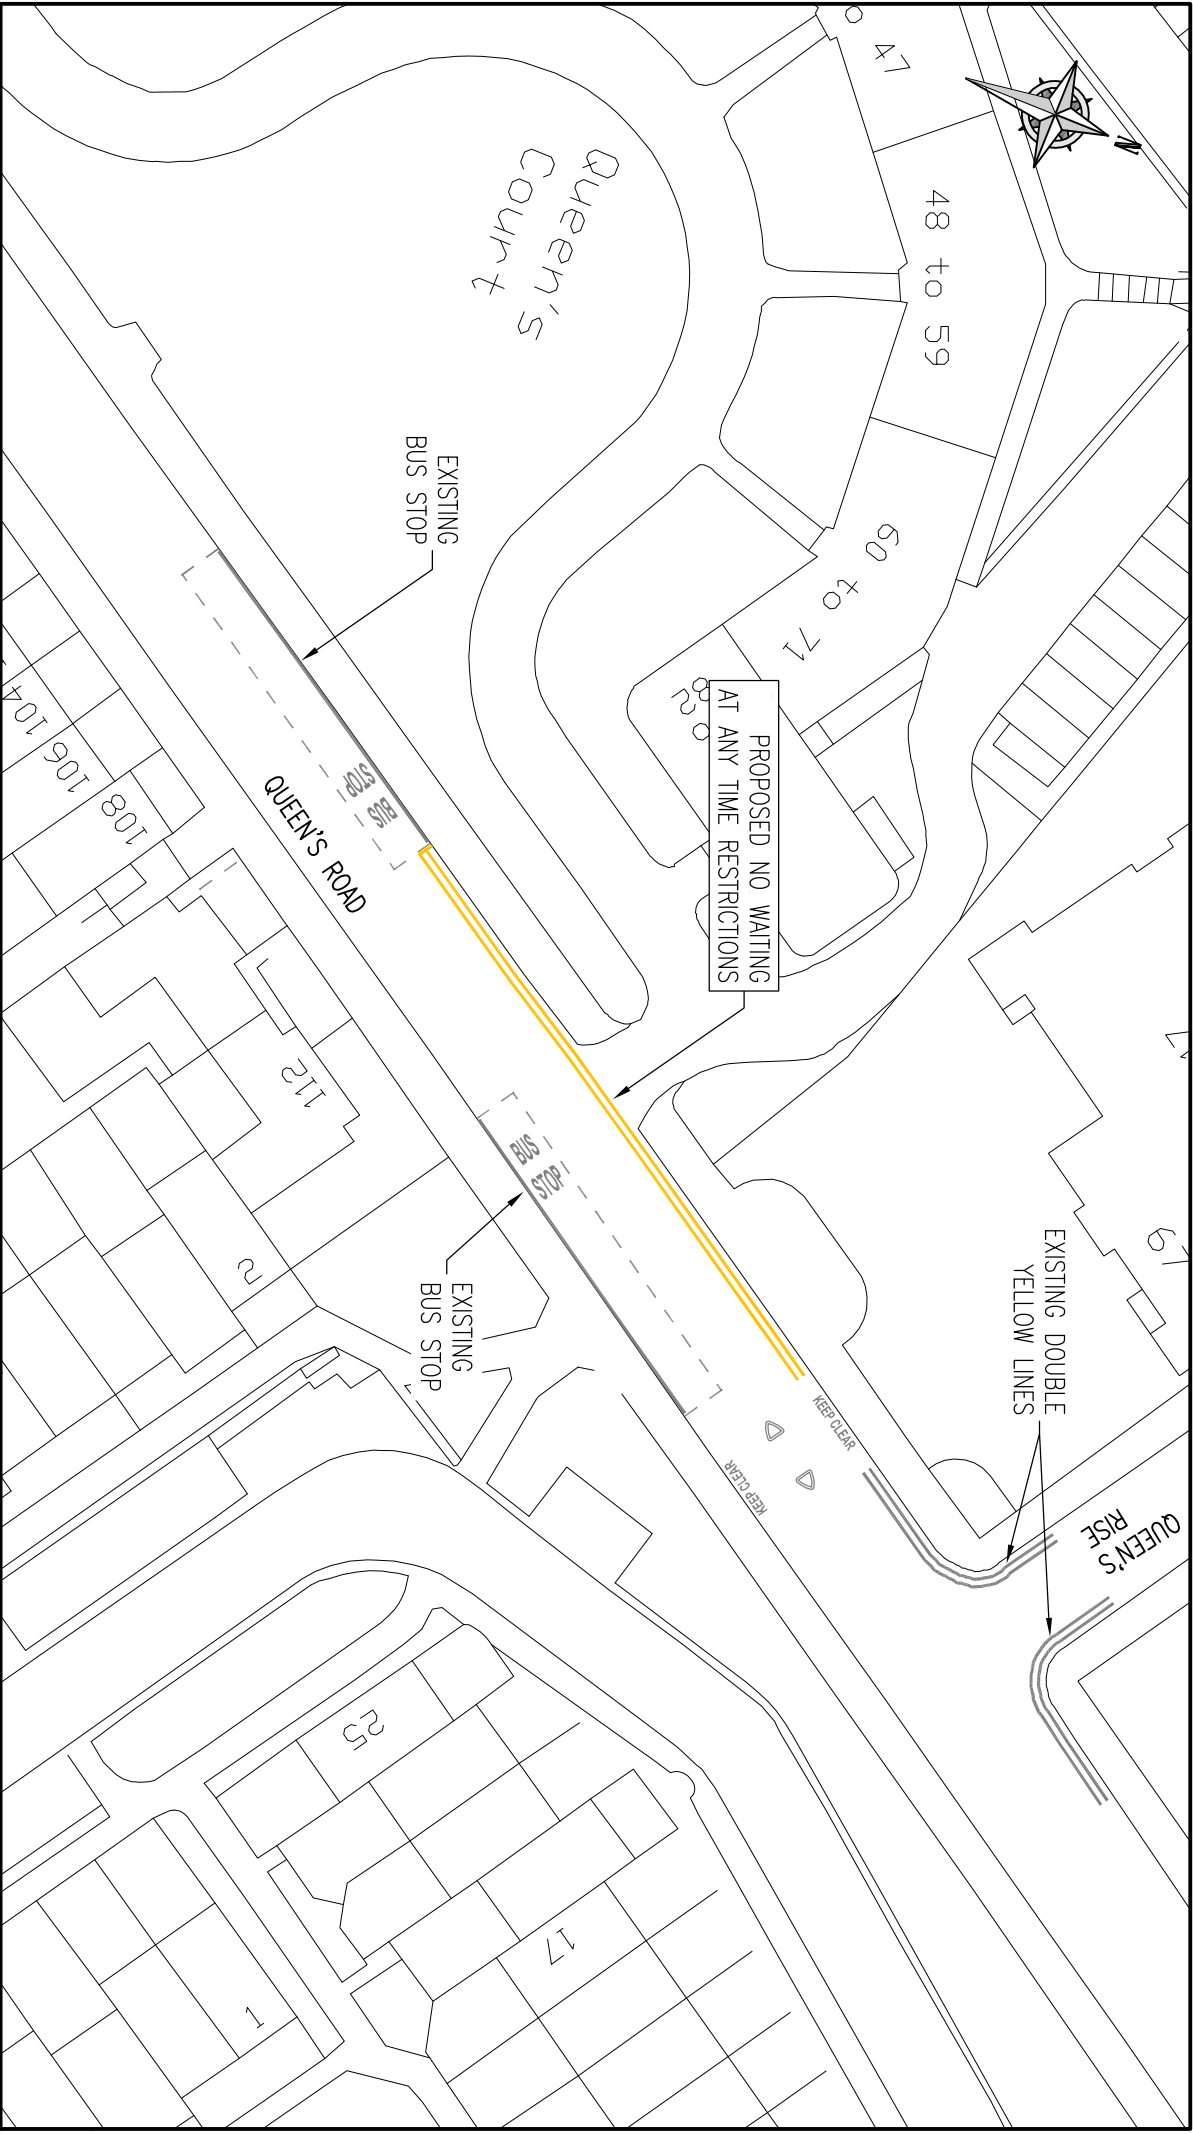 N
47
48 to 59
60 to 71
Queen's
Court
EXISTING
BUS STOP
PROPOSED NO WAITING
AT ANY TIME RESTRICTIONS
EXISTING DOUBLE
YELLOW LINES
QUEEN'S
RISE
BUS
STOP
QUEEN'S ROAD
BUS
STOP
EXISTING
BUS STOP
KEEP CLEAR
KEEP CLEAR
104
106
108
112
2
25
17
1